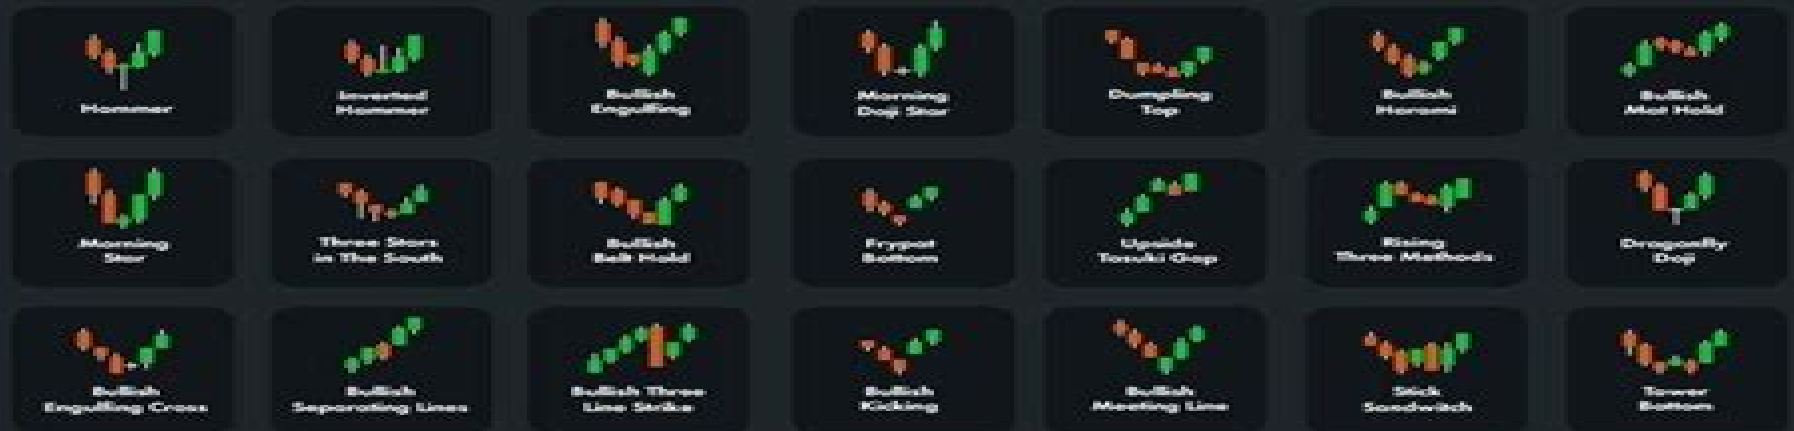 Hammer
Inverted
Hammer
Bullish
Engulfing
Morning
Doji Star
Dumpling
Top
Bullish
Harami
Bullish
Mat Hold
Morning
Star
Three Stars
in The South
Bullish
Belt Hold
Frypat
Bottom
Upside
Tasuki Gap
Rising
Three Methods
Dragonfly
Doji
Bullish
Engulfing Cross
Bullish
Separating Lines
Bullish Three
Line Strike
Bullish
Kicking
Bullish
Meeting Line
Stick
Sandwitch
Tower
Bottom